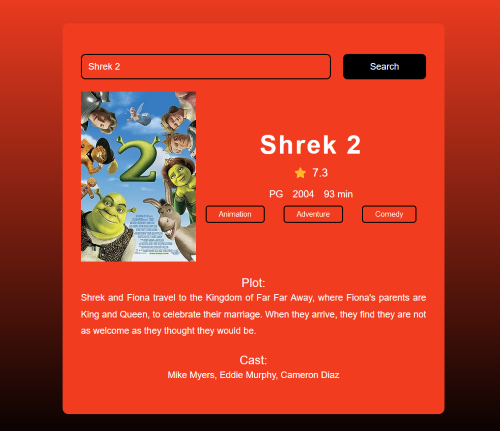 Shrek 2
Search
2
Shrek 2
7.3
PG 2004 93 min
Animation Adventure Comedy
Plot:
Shrek and Fiona travel to the Kingdom of Far Far Away, where Fiona's parents are
King and Queen, to celebrate their marriage. When they arrive, they find they are not
as welcome as they thought they would be.
Cast:
Mike Myers, Eddie Murphy, Cameron Diaz